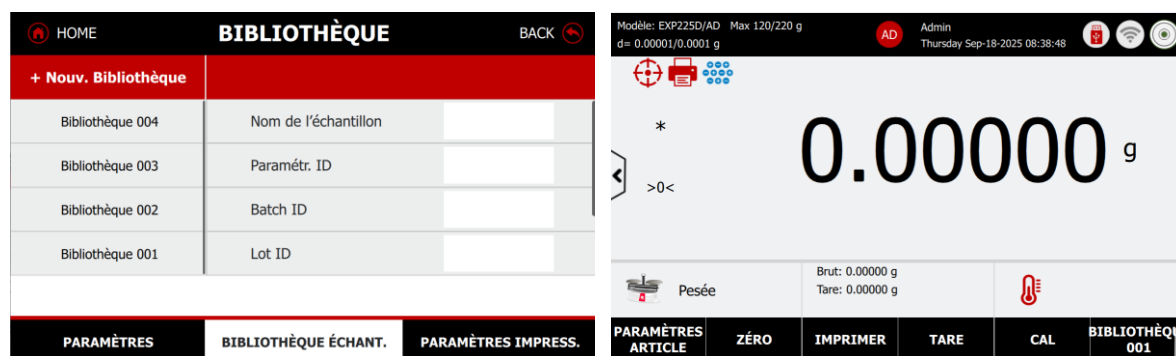 HOME BIBLIOTHÈQUE BACK
+ Nouv. Bibliothèque
Bibliothèque 004 Nom de l'échantillon
Bibliothèque 003 Paramétr. ID
Bibliothèque 002 Batch ID
Bibliothèque 001 Lot ID
PARAMÈTRES BIBLIOTHÈQUE ÉCHANT. PARAMÈTRES IMPRESS.
Modèle: EXP225D/AD Max 120/220 g
d= 0.00001/0.0001 g
AD
Admin
Thursday Sep-18-2025 08:38:48
*
0.00000 g
>0<
Pesée
Brut: 0.00000 g
Tare: 0.00000 g
PARAMÈTRES
ARTICLE
ZÉRO
IMPRIMER
TARE
CAL
BIBLIOTHÈQU
001